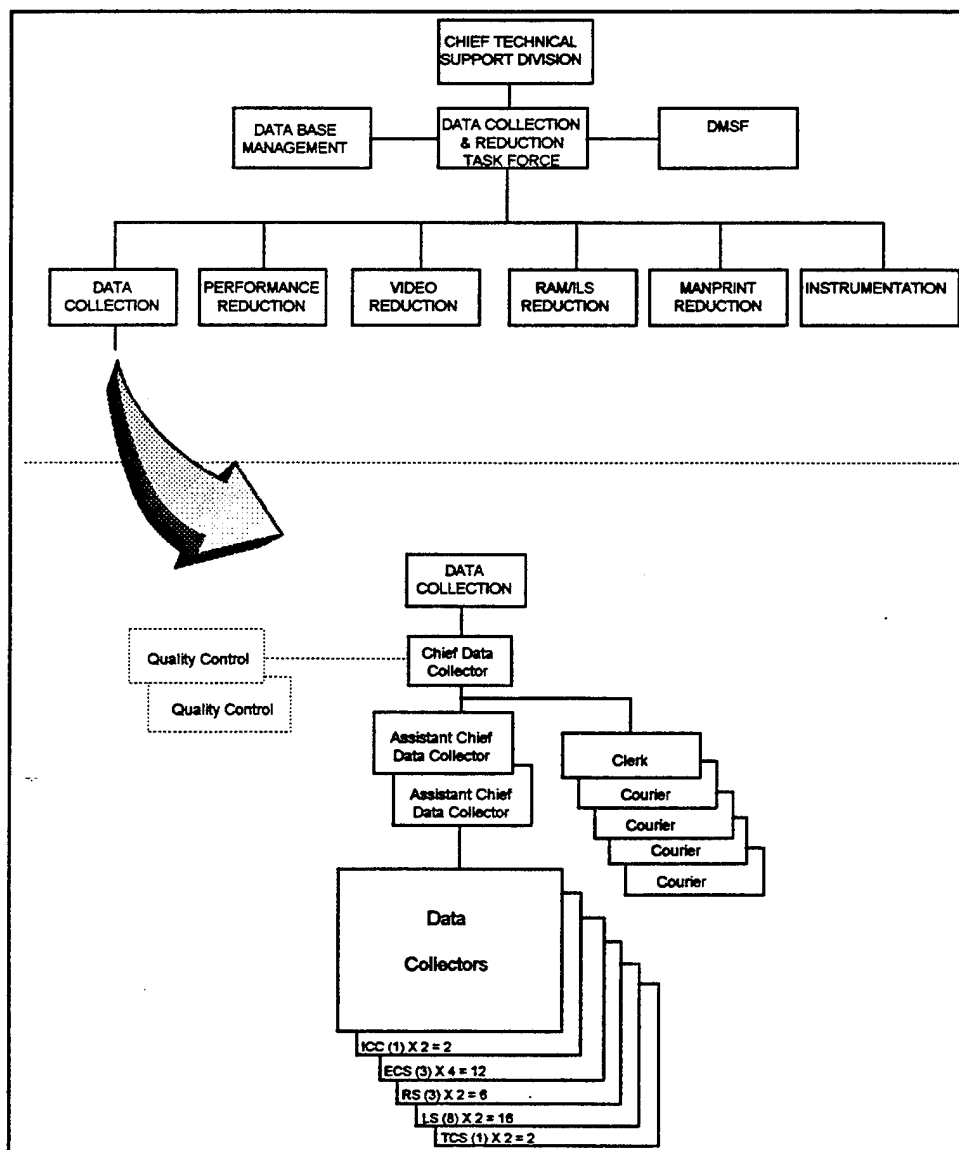 CHIEF TECHNICAL
SUPPORT DIVISION
DATA BASE
MANAGEMENT
DATA COLLECTION
& REDUCTION
TASK FORCE
DMSF
DATA
COLLECTION
PERFORMANCE
REDUCTION
VIDEO
REDUCTION
RAM/ILS
REDUCTION
MANPRINT
REDUCTION
INSTRUMENTATION
DATA
COLLECTION
Chief Data
Collector
Quality Control
Quality Control
Assistant Chief
Data Collector
Assistant Chief
Data Collector
Clerk
Courier
Courier
Courier
Courier
Data
Collectors
ICC (1) X 2 = 2
ECS (3) X 4 = 12
RS (3) X 2 = 6
LS (8) X 2 = 16
TCS (1) X 2 = 2